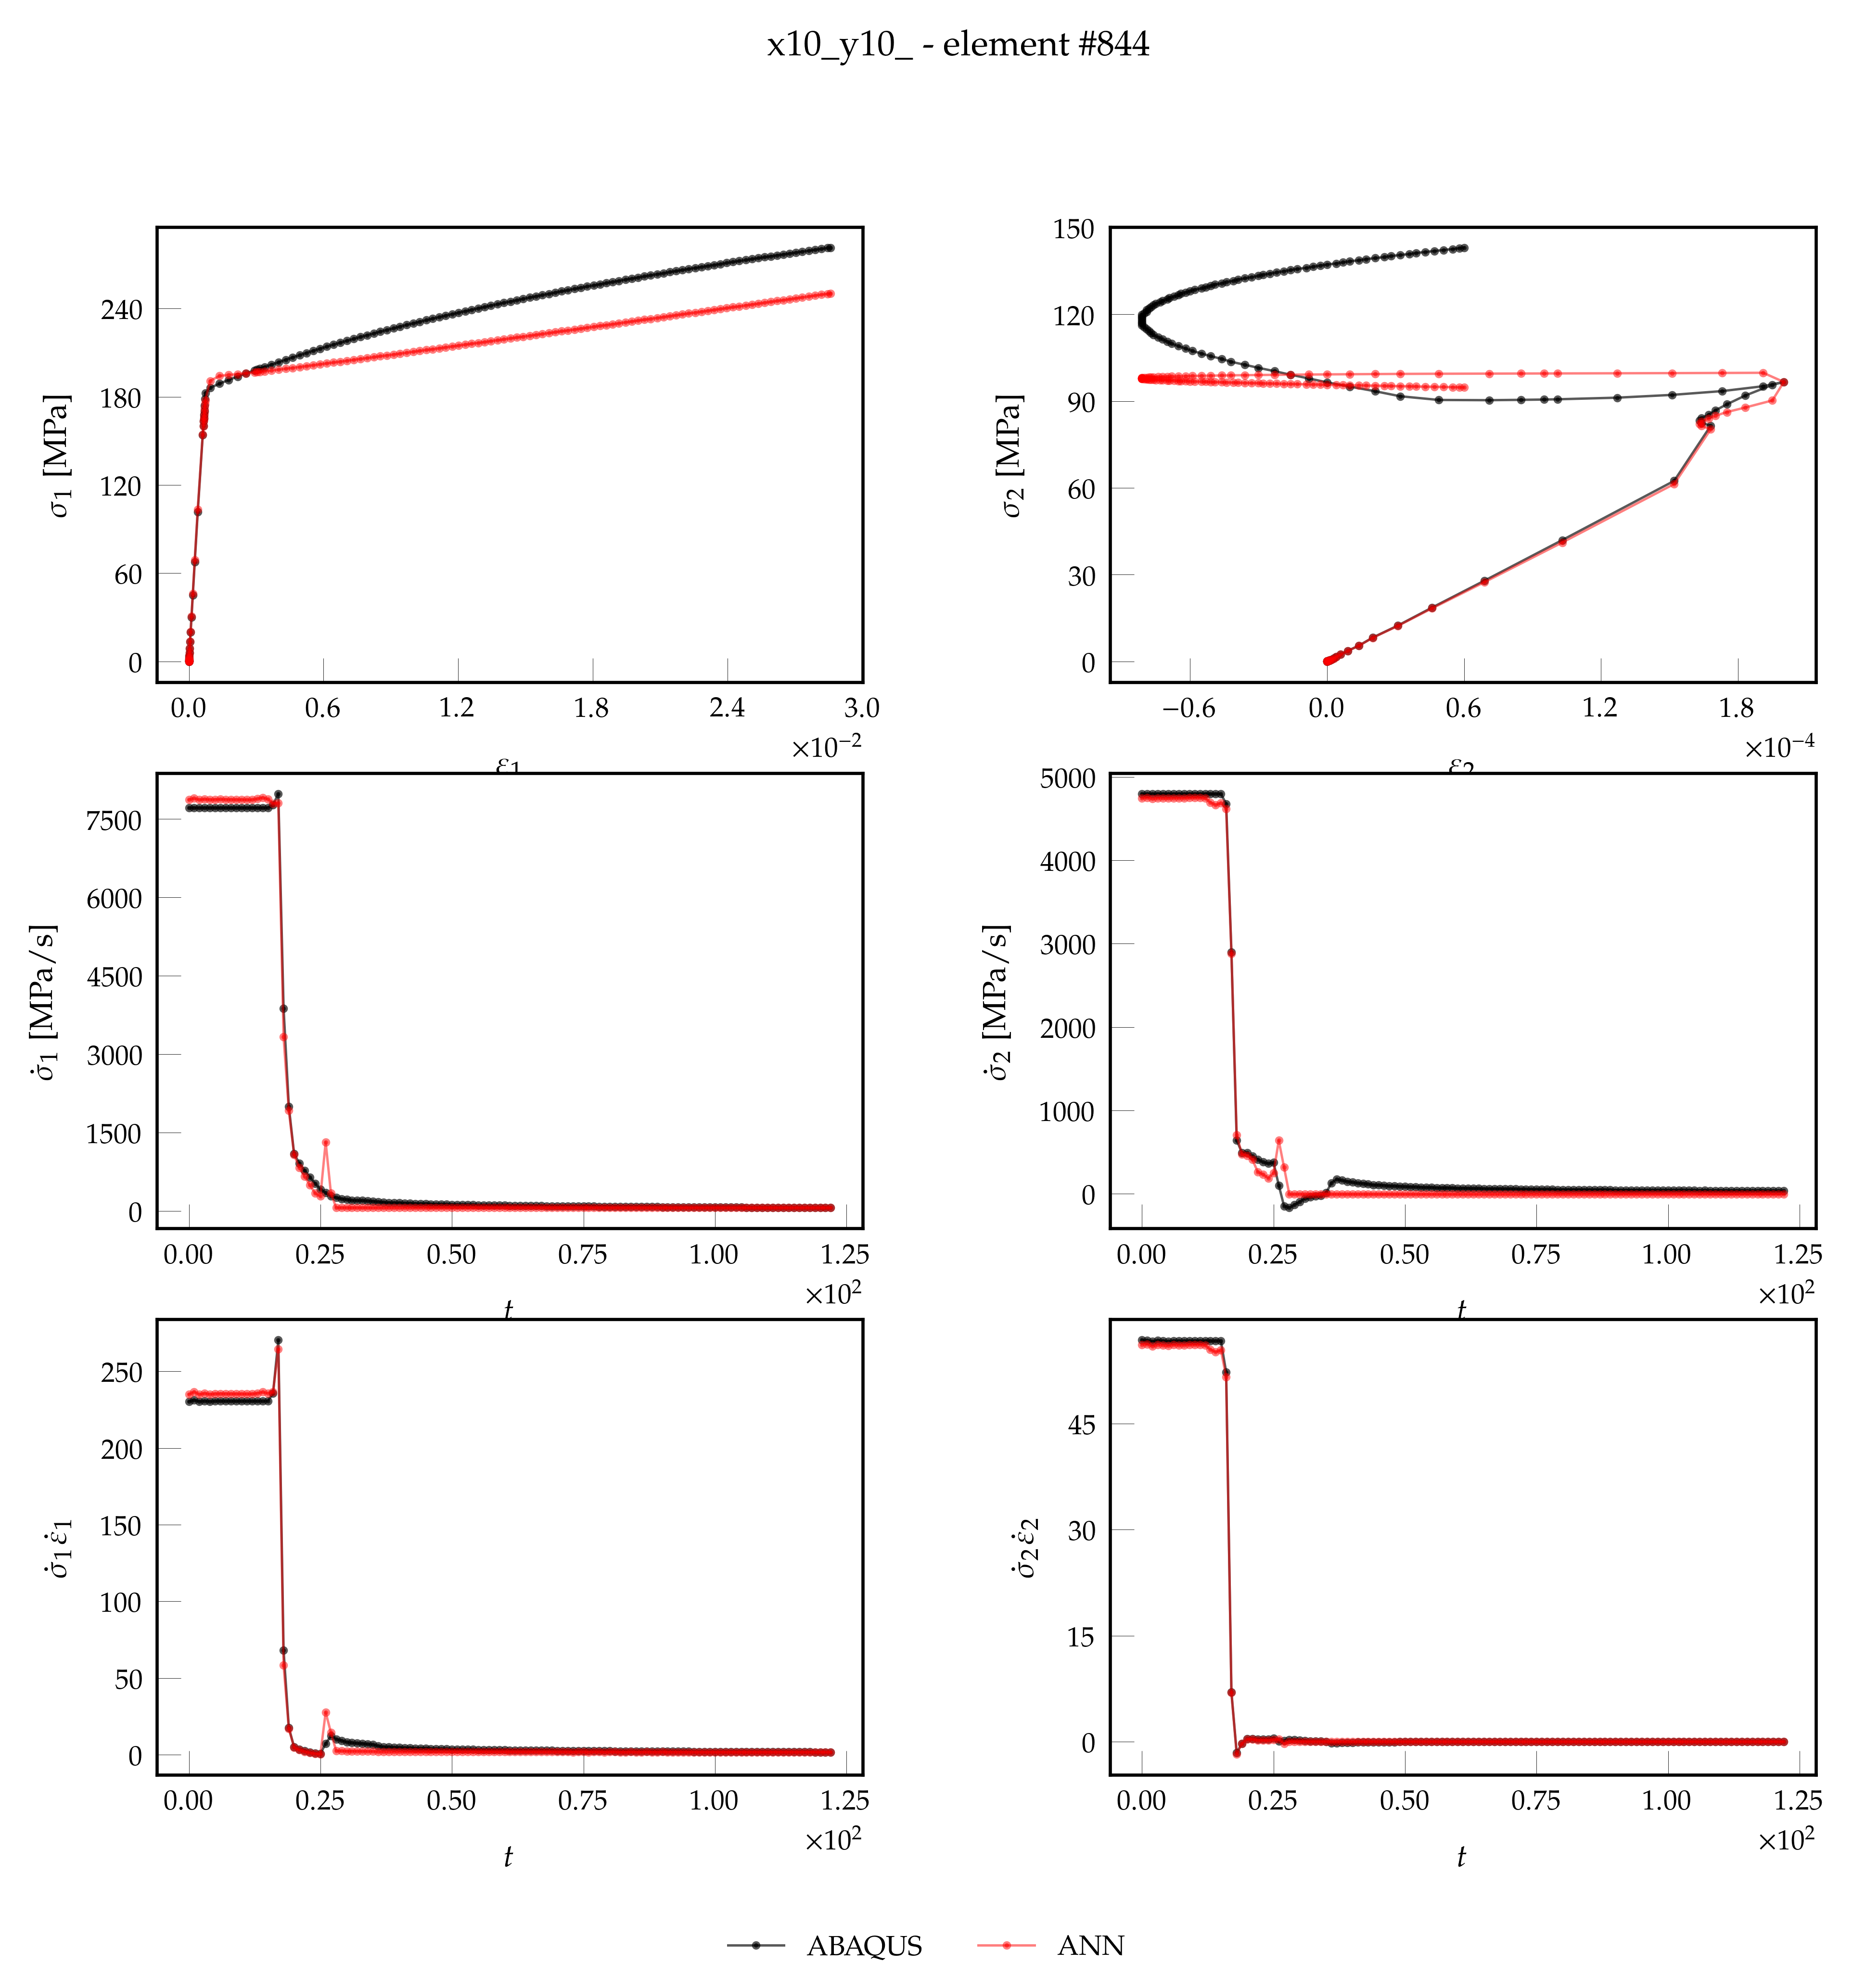 x10_y10_ - element #844
σ1 [MPa]
240
180
120
60
0
0.0 0.6 1.2 1.8 2.4 3.0
×10−2
ε1
σ2 [MPa]
150
120
90
60
30
0
−0.6 0.0 0.6 1.2 1.8
×10−4
ε2
σ̇1 [MPa/s]
7500
6000
4500
3000
1500
0
0.00 0.25 0.50 0.75 1.00 1.25
×10²
t
σ̇2 [MPa/s]
5000
4000
3000
2000
1000
0
0.00 0.25 0.50 0.75 1.00 1.25
×10²
t
σ̇1ε̇1
250
200
150
100
50
0
0.00 0.25 0.50 0.75 1.00 1.25
×10²
t
σ̇2ε̇2
45
30
15
0
0.00 0.25 0.50 0.75 1.00 1.25
×10²
t
ABAQUS ANN